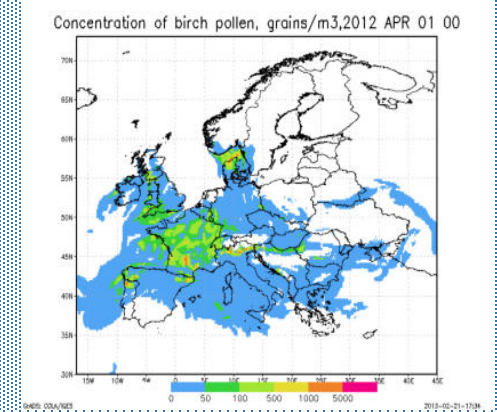 Concentration of birch pollen, grains/m3,2012 APR 01 00
70N
65N
60N
55N
50N
45N
40N
35N
30N
15W 10W 5W 0 5E 10E 15E 20E 25E 30E 35E 40E 45E
0 50 100 500 1000 5000
GrADS: COLA/IGES 2013-02-21-17:34